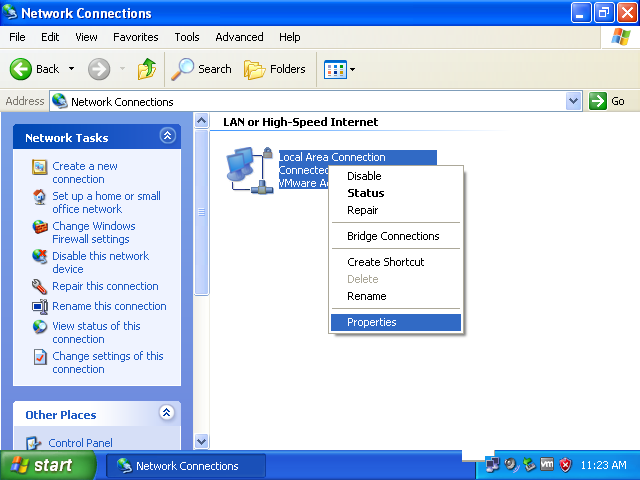 Network Connections
File Edit View Favorites Tools Advanced Help
Back Search Folders
Address Network Connections Go
Network Tasks
Create a new
connection
Set up a home or small
office network
Change Windows
Firewall settings
Disable this network
device
Repair this connection
Rename this connection
View status of this
connection
Change settings of this
connection
Other Places
Control Panel
LAN or High-Speed Internet
Local Area Connection
Connected
VMware
Disable
Status
Repair
Bridge Connections
Create Shortcut
Delete
Rename
Properties
start Network Connections vm 11:23 AM